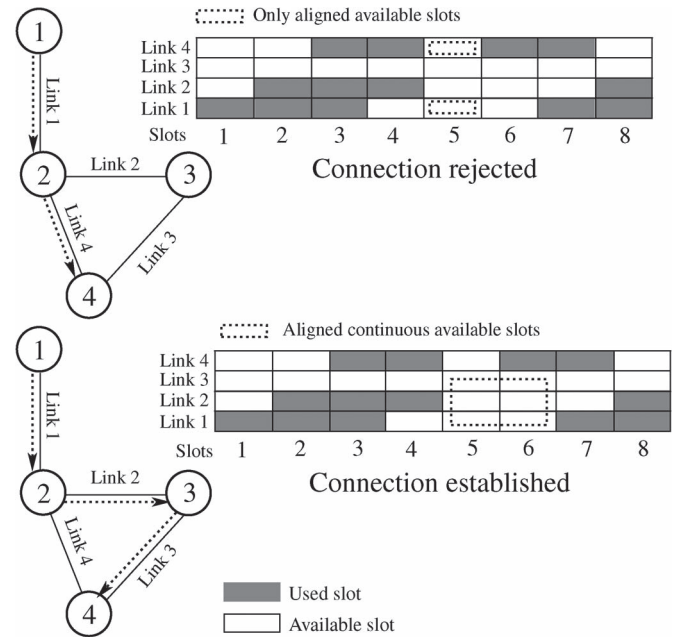 Only aligned available slots
1
Link 4
Link 3
Link 2
Link 1
Slots 1 2 3 4 5 6 7 8
Connection rejected
Link 1
2
Link 2
3
Link 4
Link 3
4
Aligned continuous available slots
1
Link 4
Link 3
Link 2
Link 1
Slots 1 2 3 4 5 6 7 8
Connection established
Link 1
2
Link 2
3
Link 4
Link 3
4
Used slot
Available slot